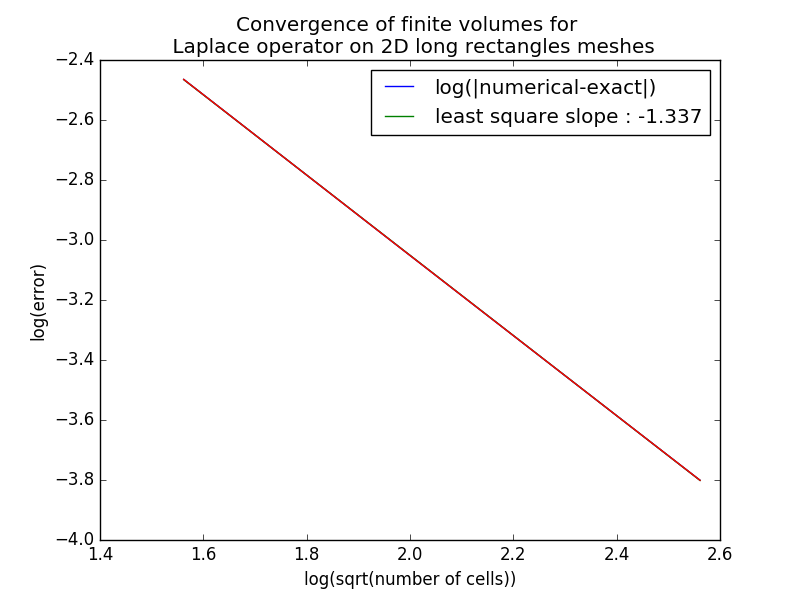 Convergence of finite volumes for
Laplace operator on 2D long rectangles meshes
log(|numerical-exact|)
least square slope : -1.337
−2.4
−2.6
−2.8
−3.0
−3.2
−3.4
−3.6
−3.8
−4.0
log(error)
1.4 1.6 1.8 2.0 2.2 2.4 2.6
log(sqrt(number of cells))